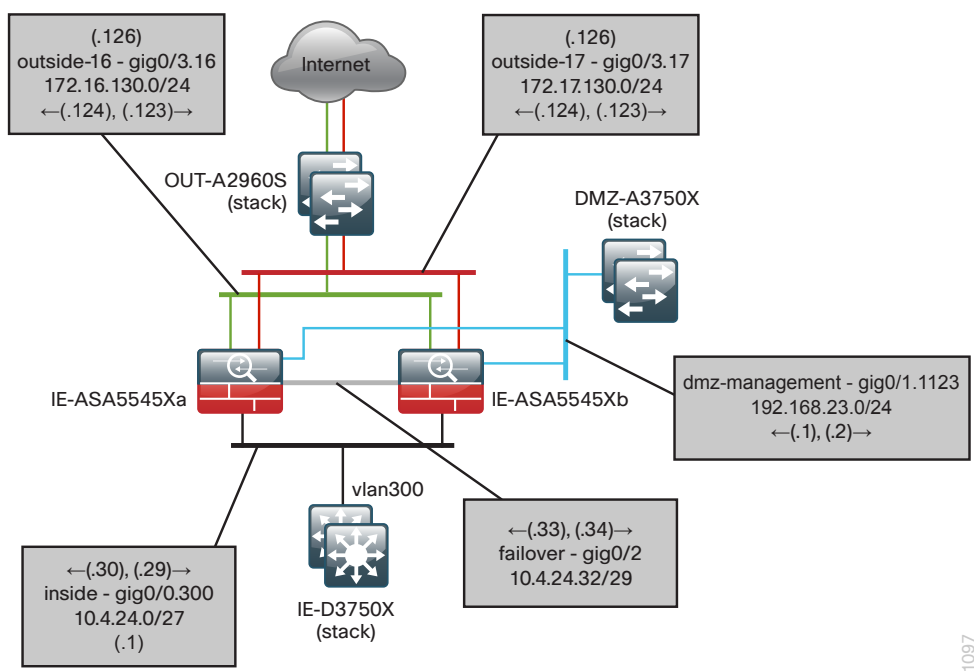 (.126)
outside-16 - gig0/3.16
172.16.130.0/24
←(.124), (.123)→
Internet
(.126)
outside-17 - gig0/3.17
172.17.130.0/24
←(.124), (.123)→
OUT-A2960S
(stack)
DMZ-A3750X
(stack)
IE-ASA5545Xa
IE-ASA5545Xb
dmz-management - gig0/1.1123
192.168.23.0/24
←(.1), (.2)→
vlan300
←(.30), (.29)→
inside - gig0/0.300
10.4.24.0/27
(.1)
IE-D3750X
(stack)
←(.33), (.34)→
failover - gig0/2
10.4.24.32/29
1097